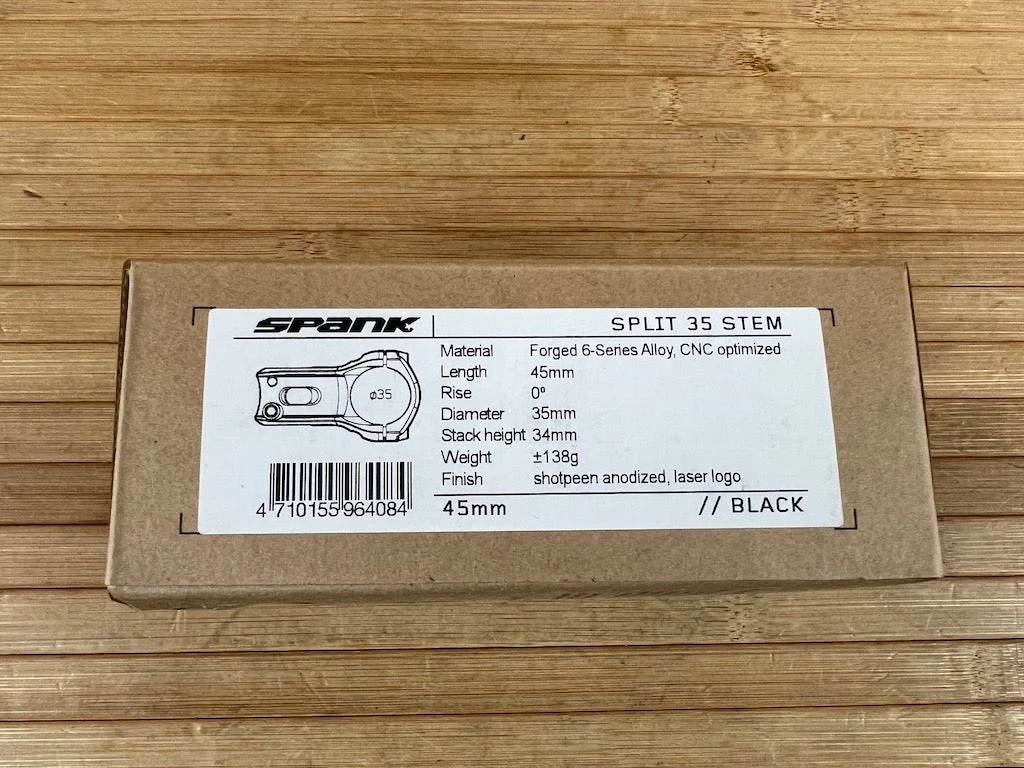 SPANK
SPLIT 35 STEM
Material Forged 6-Series Alloy, CNC optimized
Length 45mm
Rise 0º
Diameter 35mm
Stack height 34mm
Weight ±138g
Finish shotpeen anodized, laser logo
ø35
4 710155 964084
45mm // BLACK